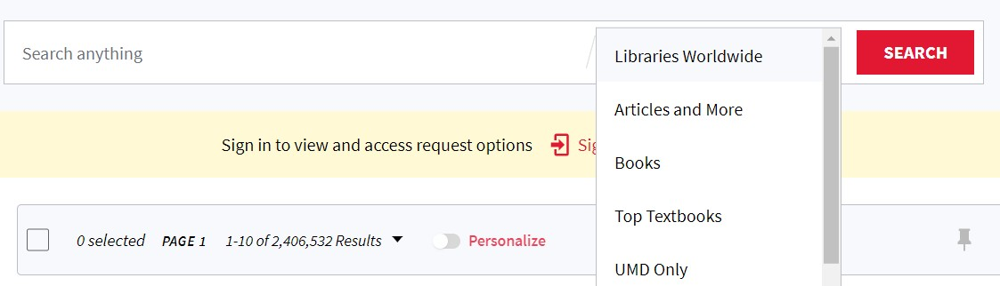 Search anything
SEARCH
Libraries Worldwide
Articles and More
Books
Top Textbooks
UMD Only
Sign in to view and access request options
0 selected PAGE 1 1-10 of 2,406,532 Results Personalize